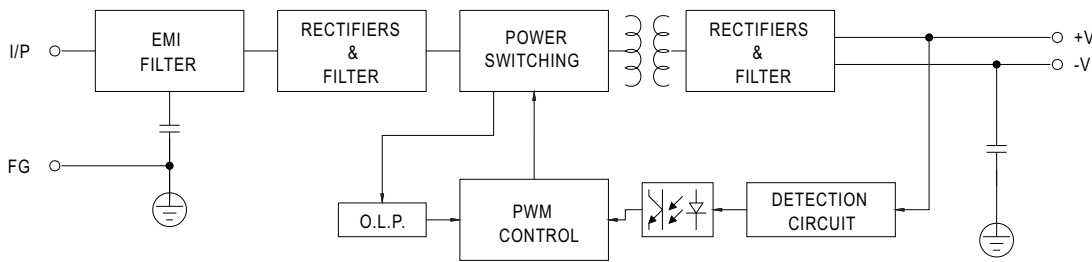 I/P
EMI
FILTER
RECTIFIERS
&
FILTER
POWER
SWITCHING
RECTIFIERS
&
FILTER
+V
-V
FG
O.L.P.
PWM
CONTROL
DETECTION
CIRCUIT